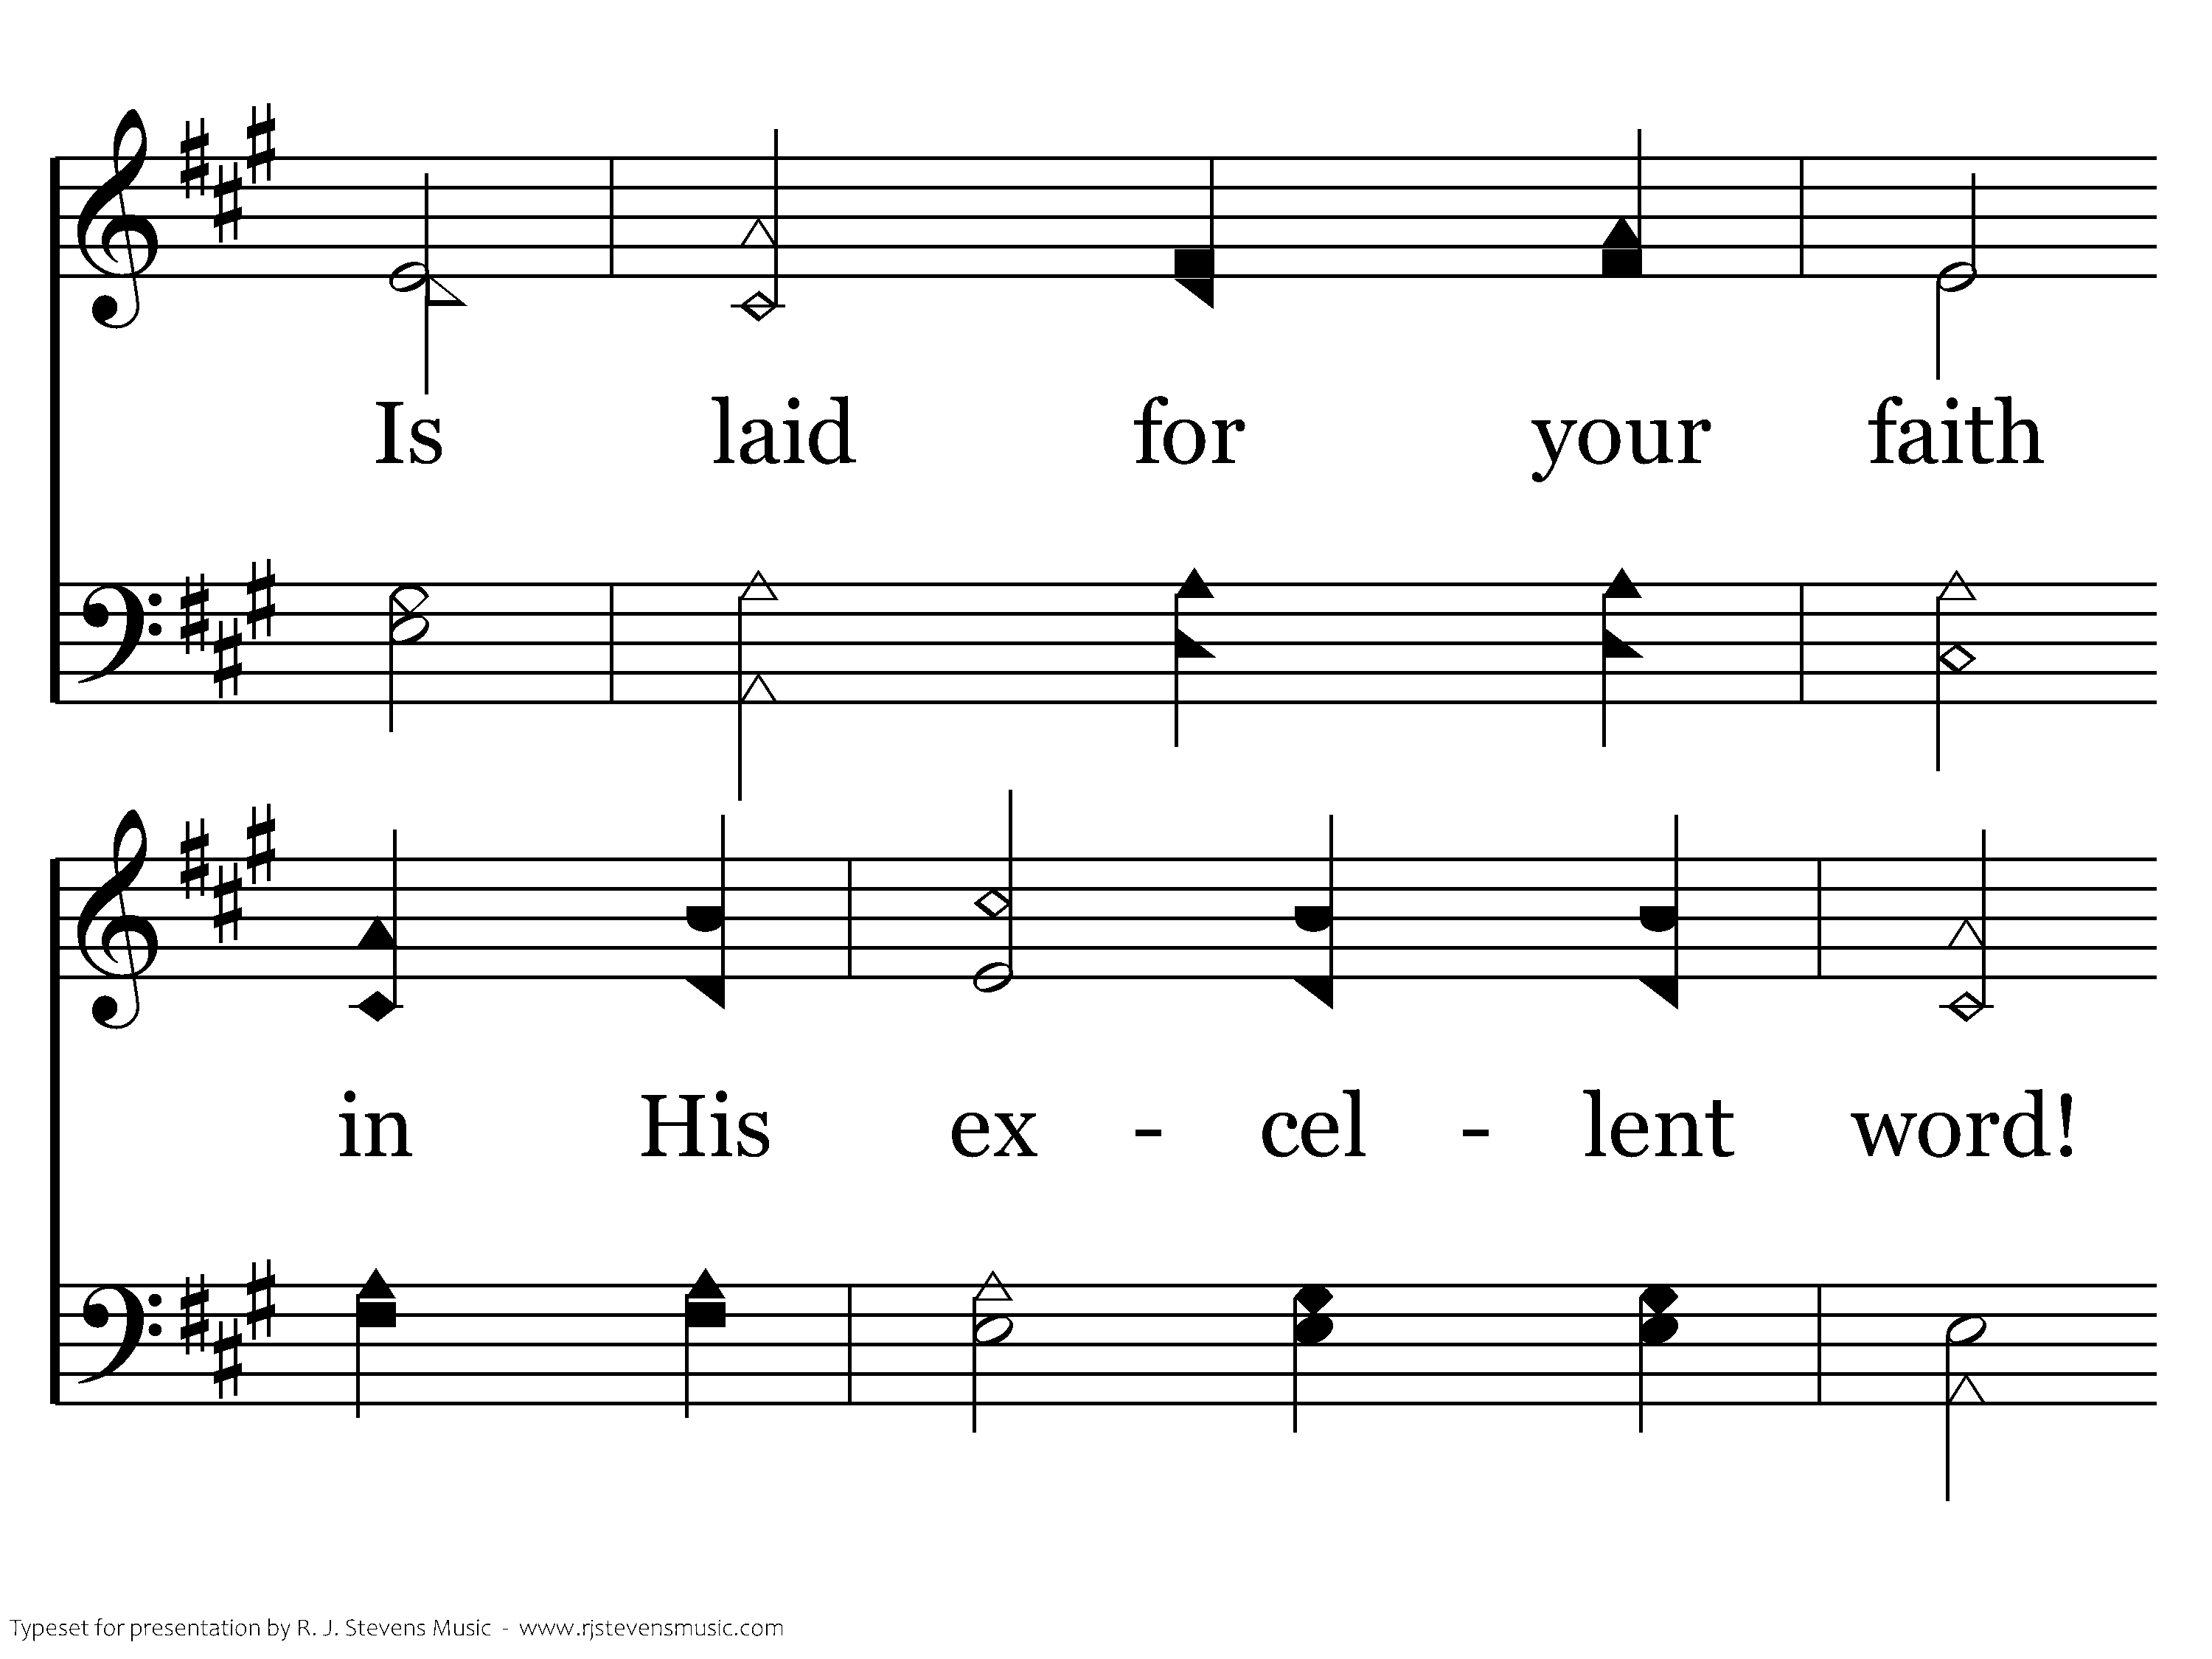 Is laid for your faith
in His ex - cel - lent word!
Typeset for presentation by R. J. Stevens Music - www.rjstevensmusic.com